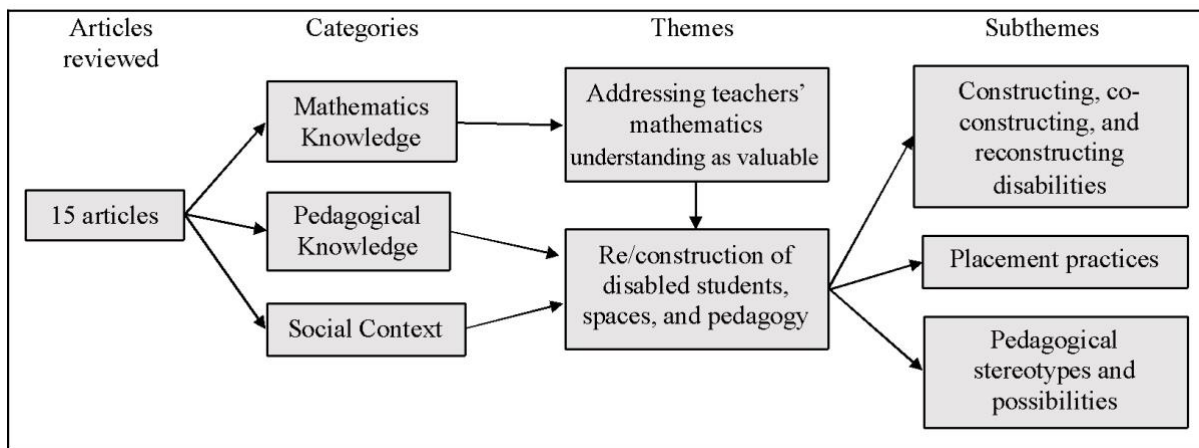 Articles
reviewed
Categories
Themes
Subthemes
15 articles
Mathematics
Knowledge
Pedagogical
Knowledge
Social Context
Addressing teachers’
mathematics
understanding as valuable
Re/construction of
disabled students,
spaces, and pedagogy
Constructing, co-
constructing, and
reconstructing
disabilities
Placement practices
Pedagogical
stereotypes and
possibilities